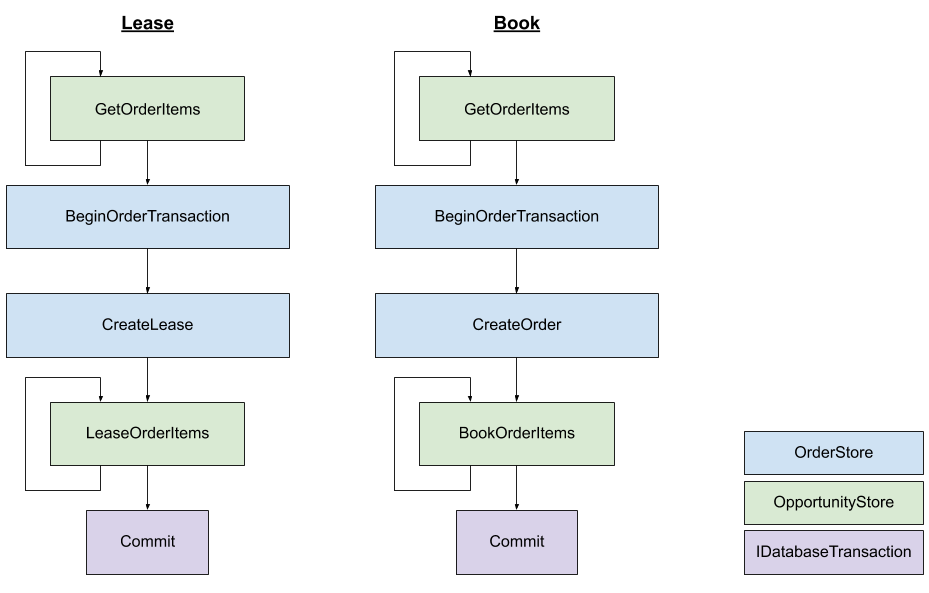 Lease
GetOrderItems
BeginOrderTransaction
CreateLease
LeaseOrderItems
Commit
Book
GetOrderItems
BeginOrderTransaction
CreateOrder
BookOrderItems
Commit
OrderStore
OpportunityStore
IDatabaseTransaction